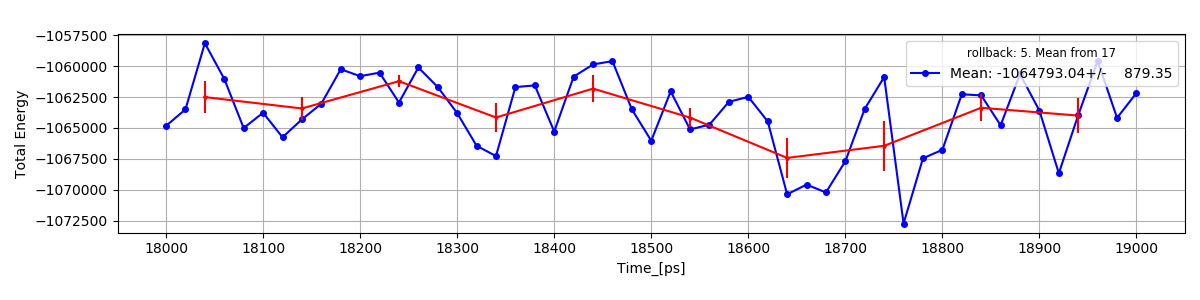 −1057500
−1060000
−1062500
−1065000
−1067500
−1070000
−1072500
Total Energy
rollback: 5. Mean from 17
Mean: -1064793.04+/- 879.35
18000 18100 18200 18300 18400 18500 18600 18700 18800 18900 19000
Time_[ps]